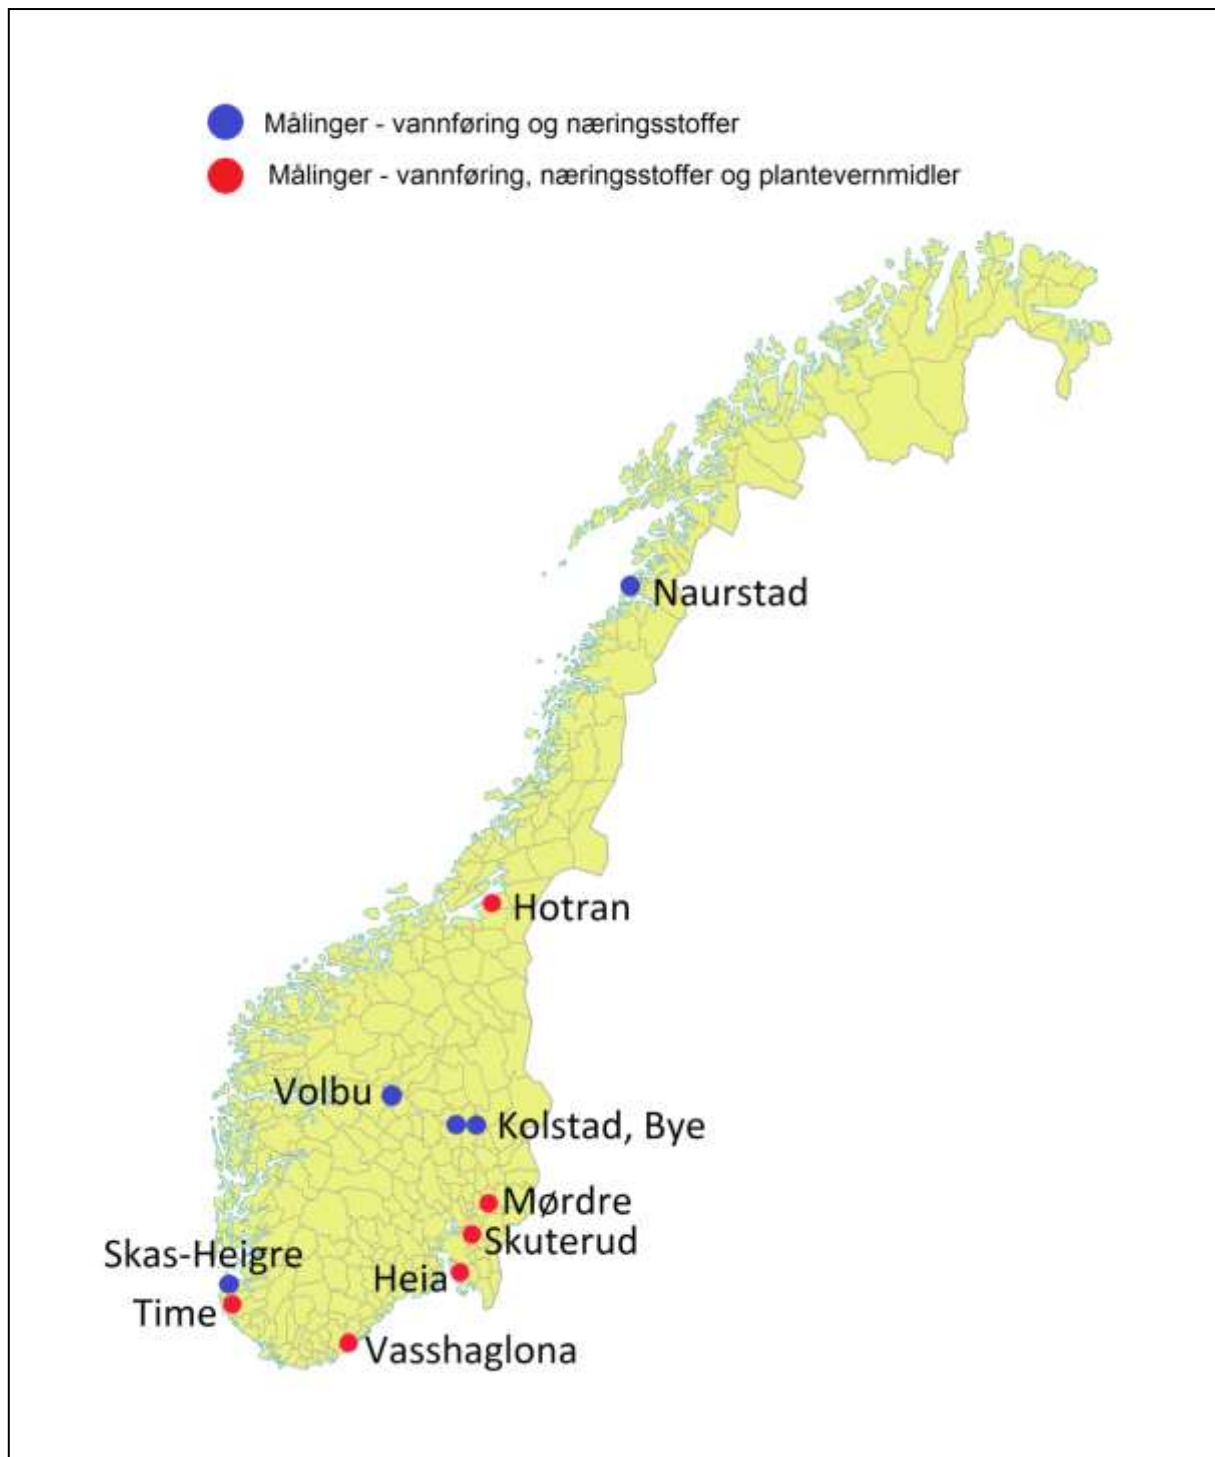 Målinger - vannføring og næringsstoffer
Målinger - vannføring, næringsstoffer og plantevernmidler
Naurstad
Hotran
Volbu
Kolstad, Bye
Mørdre
Skuterud
Skas-Heigre
Heia
Time
Vasshaglona